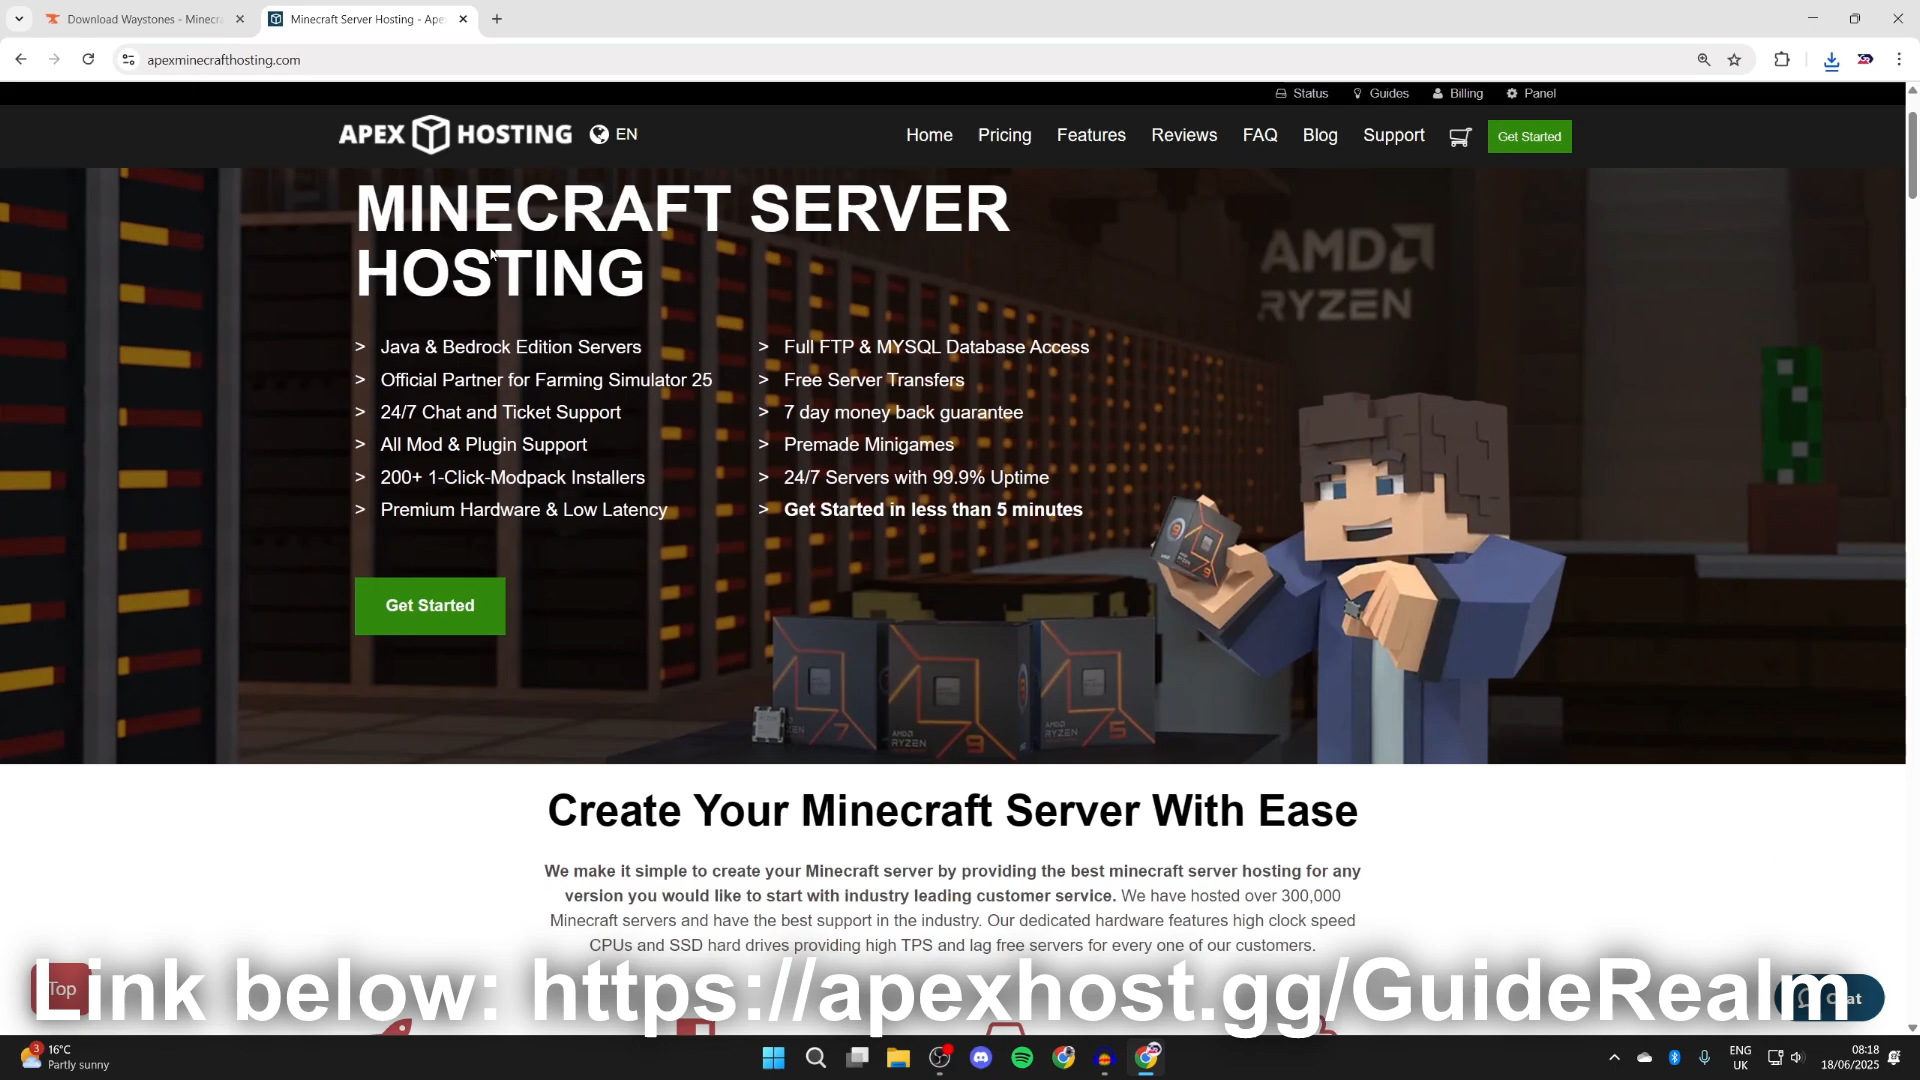 Download Waystones - Minecr
Minecraft Server Hosting - Ape
apexminecrafthosting.com
Status
Guides
Billing
Panel
APEX HOSTING
EN
Home
Pricing
Features
Reviews
FAQ
Blog
Support
Get Started
MINECRAFT SERVER
HOSTING
AMD
RYZEN
> Java & Bedrock Edition Servers
> Official Partner for Farming Simulator 25
> 24/7 Chat and Ticket Support
> All Mod & Plugin Support
> 200+ 1-Click-Modpack Installers
> Premium Hardware & Low Latency
> Full FTP & MYSQL Database Access
> Free Server Transfers
> 7 day money back guarantee
> Premade Minigames
> 24/7 Servers with 99.9% Uptime
> Get Started in less than 5 minutes
Get Started
RYZEN 7
AMD
RYZEN 9
AMD
RYZEN 5
Create Your Minecraft Server With Ease
We make it simple to create your Minecraft server by providing the best minecraft server hosting for any
version you would like to start with industry leading customer service. We have hosted over 300,000
Minecraft servers and have the best support in the industry. Our dedicated hardware features high clock speed
CPUs and SSD hard drives providing high TPS and lag free servers for every one of our customers.
Top
Link below: https://apexhost.gg/GuideRealm
3
16°C
Partly sunny
ENG
UK
08:18
18/06/2025